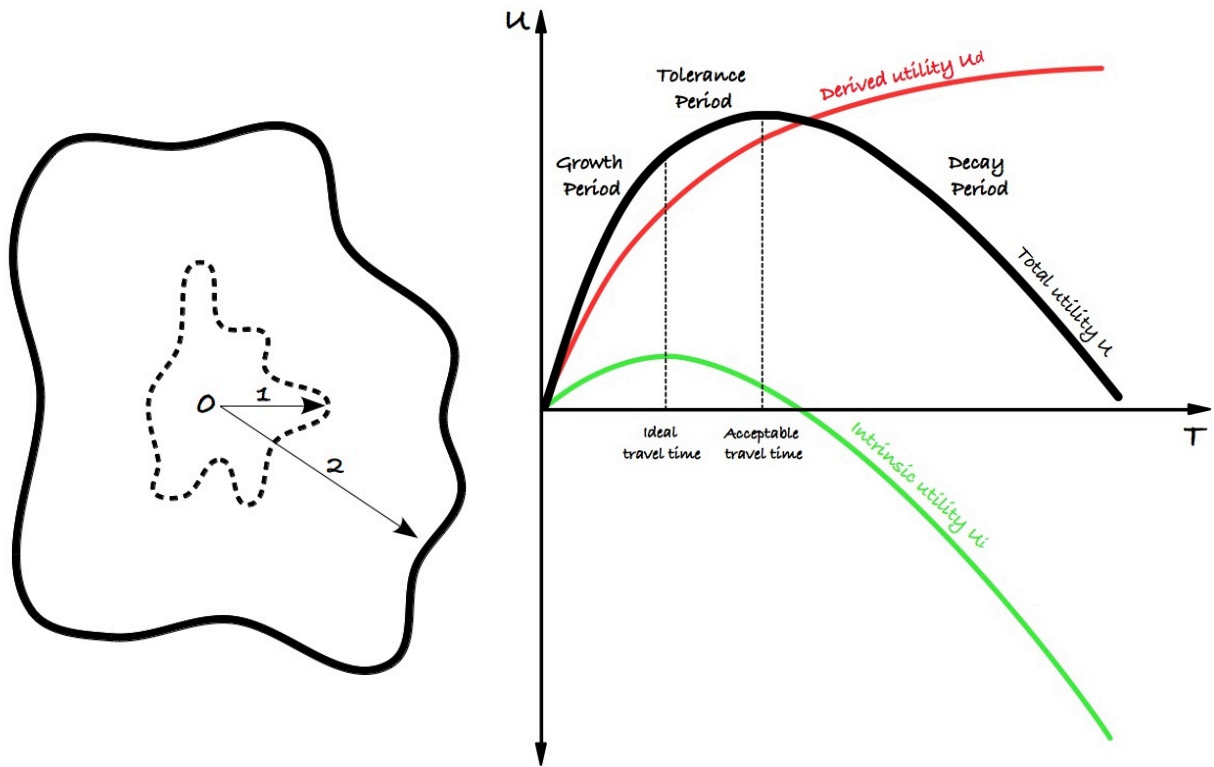 O
1
2
U
Tolerance
Period
Derived utility Ud
Growth
Period
Decay
Period
Total utility U
Ideal
travel time
Acceptable
travel time
T
Intrinsic utility Ui